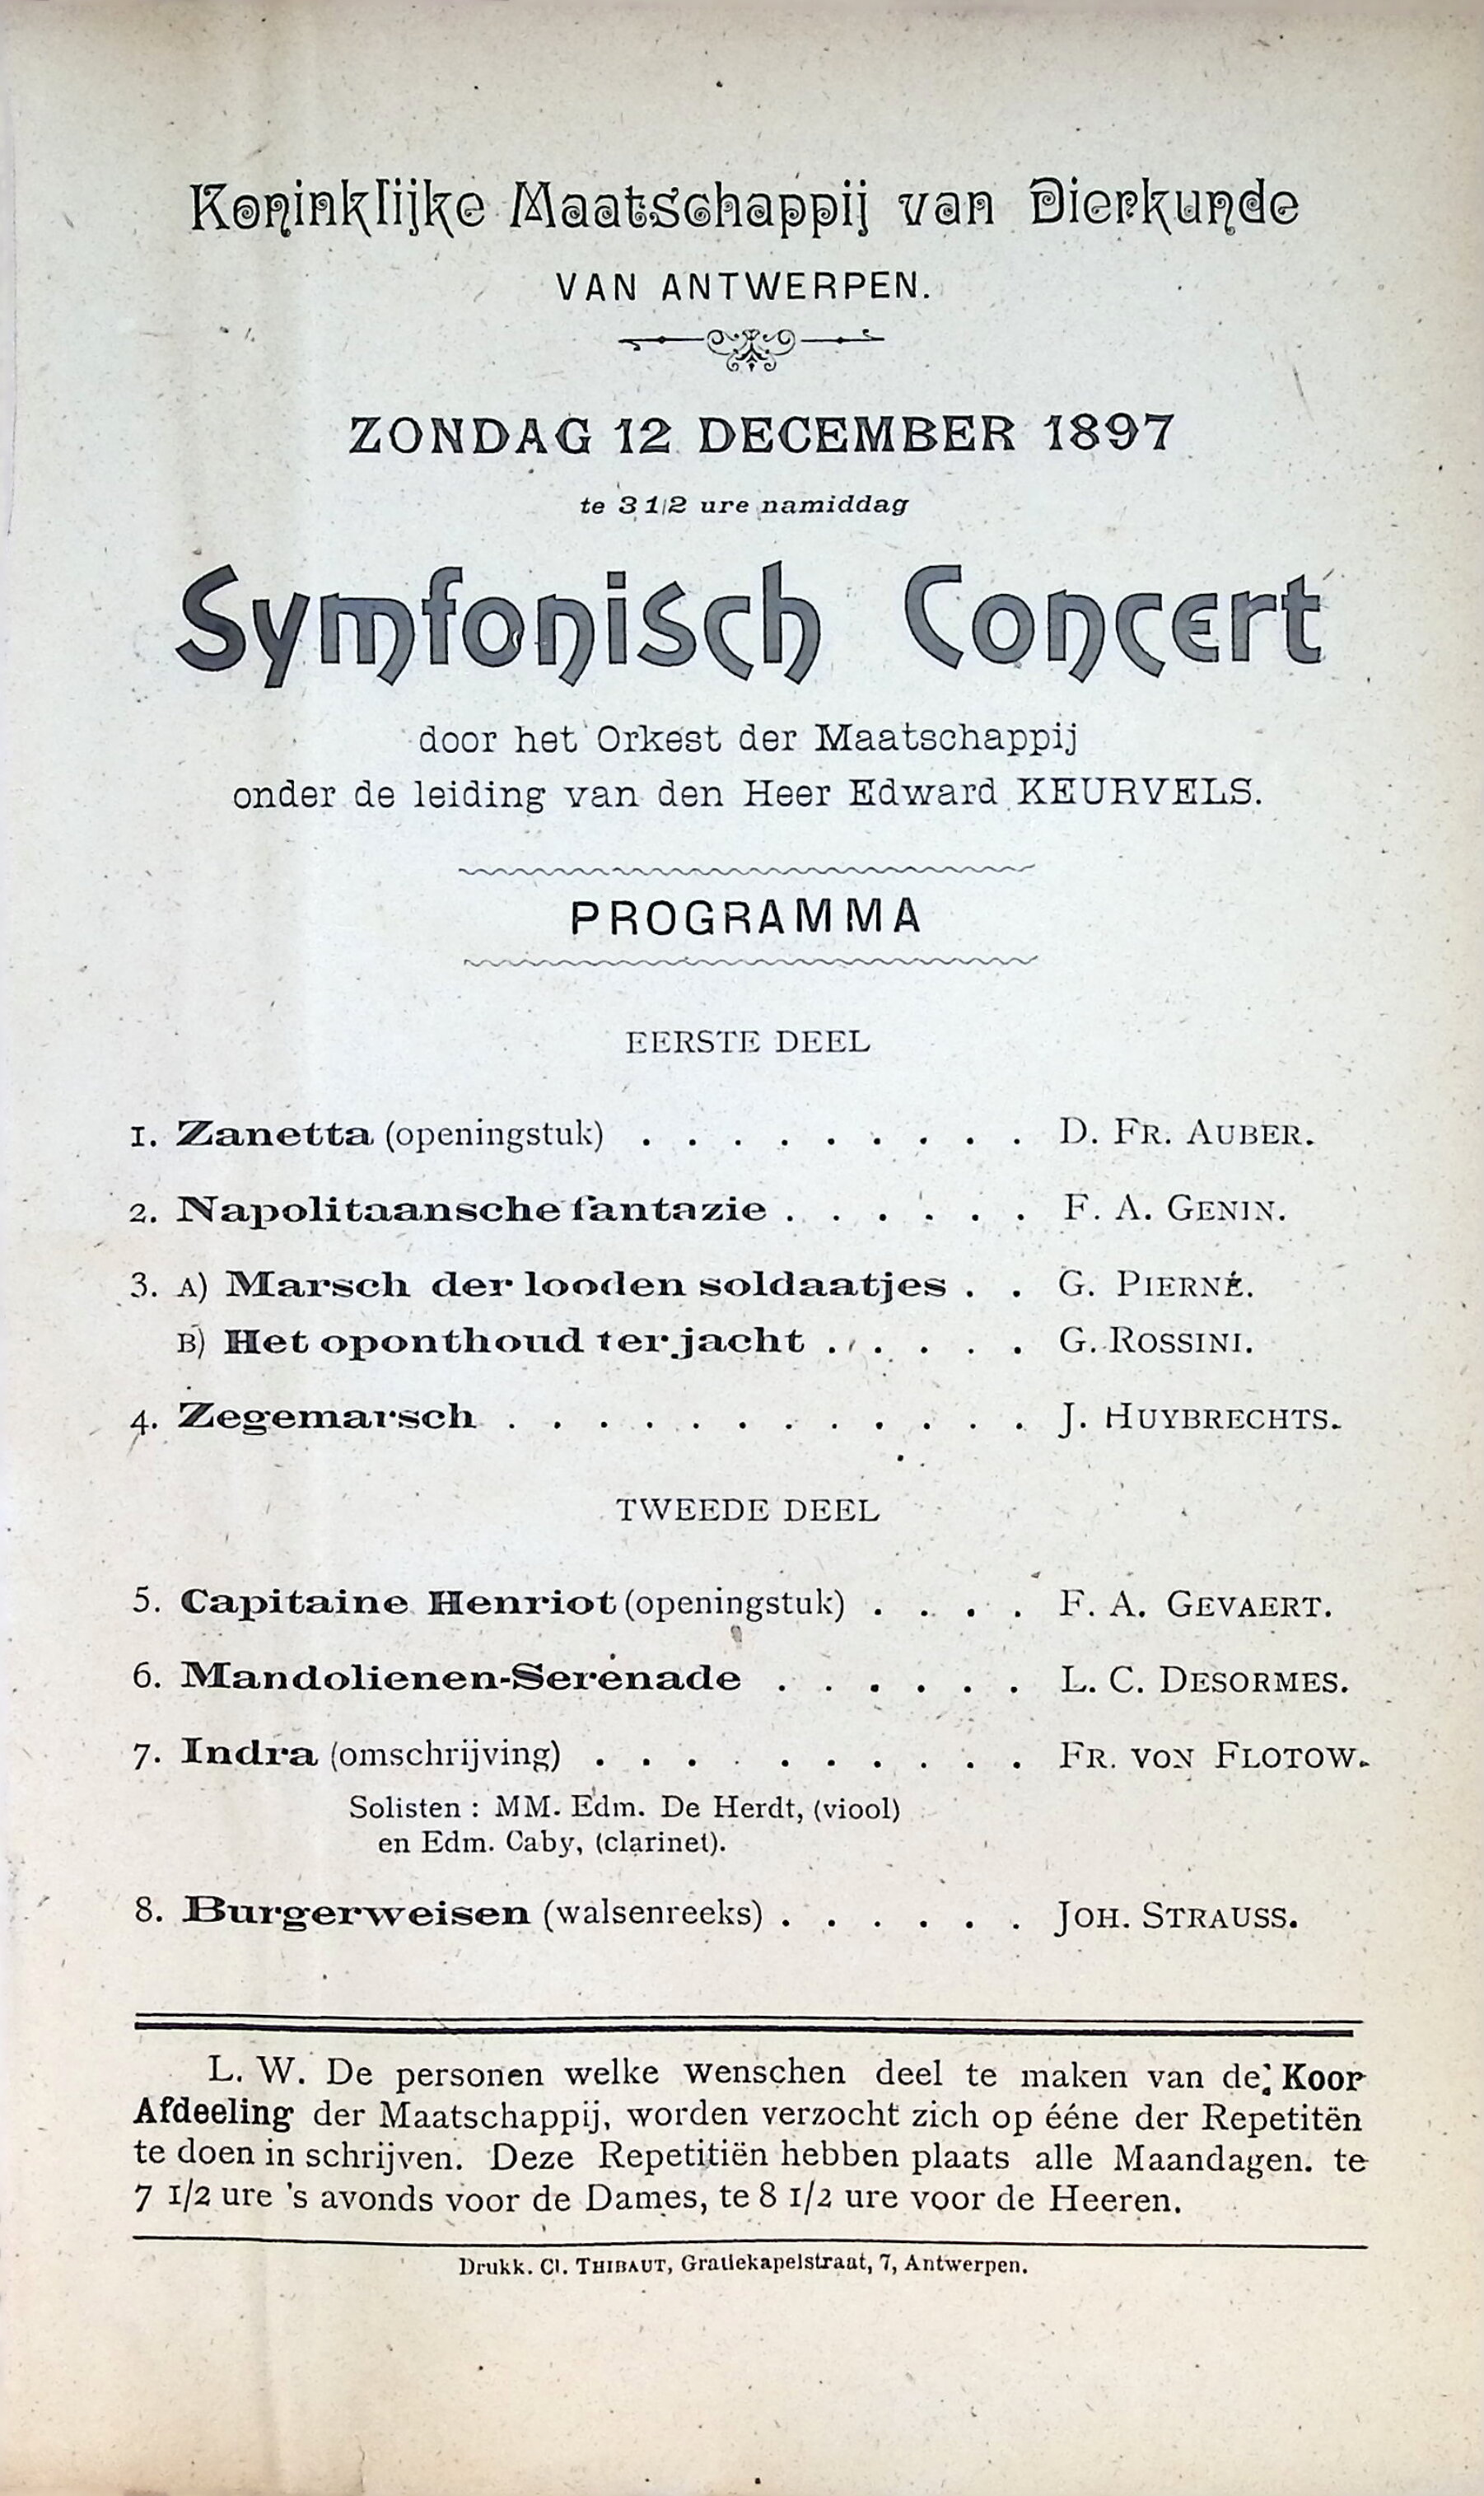 Koninklijke Maatschappij van Dierkunde
VAN ANTWERPEN.
ZONDAG 12 DECEMBER 1897
te 3 1/2 ure namiddag
Symfonisch Concert
door het Orkest der Maatschappij
onder de leiding van den Heer Edward KEURVELS.
PROGRAMMA
EERSTE DEEL
1. Zanetta (openingstuk) . . . . . . . . . D. FR. AUBER.
2. Napolitaansche fantazie . . . . . . F. A. GENIN.
3. A) Marsch der looden soldaatjes . . G. PIERNÉ.
B) Het oponthoud ter jacht . . . . . G. ROSSINI.
4. Zegemarsch . . . . . . . . . . . . J. HUYBRECHTS.
TWEEDE DEEL
5. Capitaine Henriot (openingstuk) . . . . F. A. GEVAERT.
6. Mandolienen-Serenade . . . . . . L. C. DESORMES.
7. Indra (omschrijving) . . . . . . . . . . FR. VON FLOTOW.
Solisten : MM. Edm. De Herdt, (viool)
en Edm. Caby, (clarinet).
8. Burgerweisen (walsenreeks) . . . . . . JOH. STRAUSS.
L. W. De personen welke wenschen deel te maken van de Koor
Afdeeling der Maatschappij, worden verzocht zich op ééne der Repetitën
te doen in schrijven. Deze Repetitiën hebben plaats alle Maandagen. te
7 1/2 ure 's avonds voor de Dames, te 8 1/2 ure voor de Heeren.
Drukk. Cl. THIBAUT, Gratiekapelstraat, 7, Antwerpen.